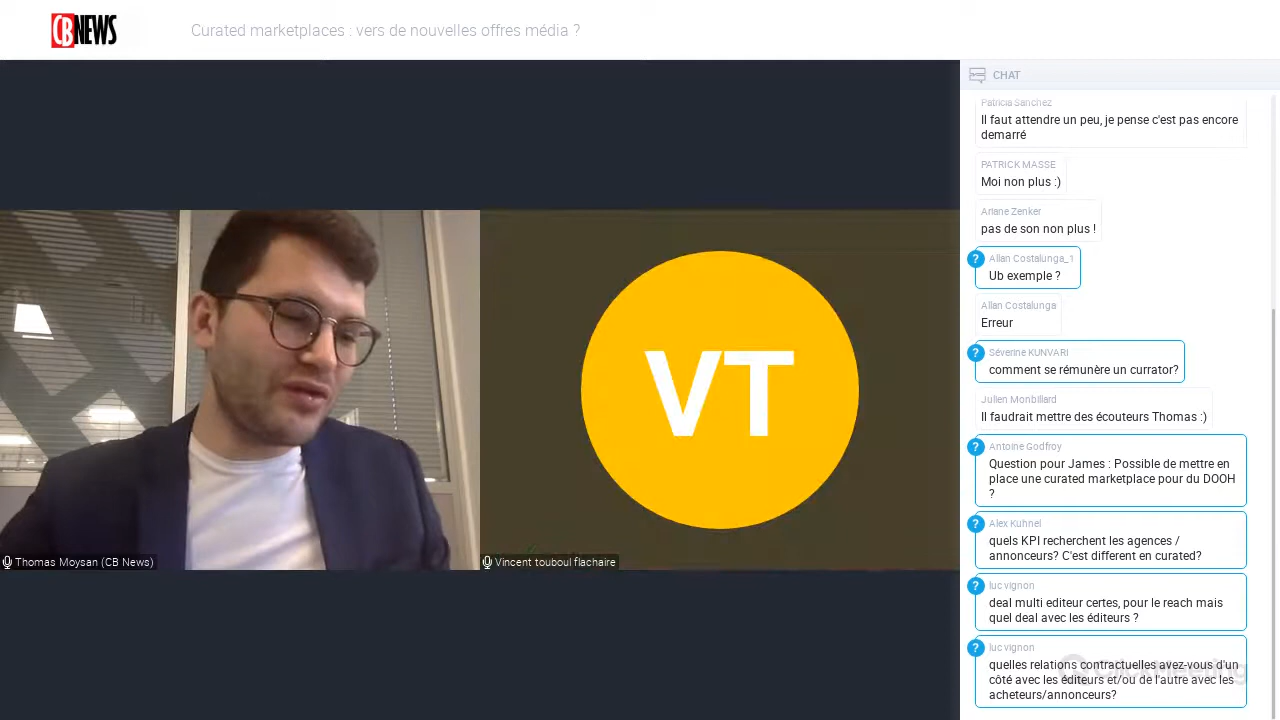 CBNEWS
Curated marketplaces : vers de nouvelles offres média ?
CHAT
Patricia Sanchez
Il faut attendre un peu, je pense c'est pas encore
demarré
PATRICK MASSE
Moi non plus :)
Ariane Zenker
pas de son non plus !
? Allan Costalunga_1
Ub exemple ?
Allan Costalunga
Erreur
? Séverine KUNVARI
comment se rémunère un currator?
Julien Monbillard
Il faudrait mettre des écouteurs Thomas :)
? Antoine Godfroy
Question pour James : Possible de mettre en
place une curated marketplace pour du DOOH
?
? Alex Kuhnel
quels KPI recherchent les agences /
annonceurs? C'est different en curated?
? luc vignon
deal multi editeur certes, pour le reach mais
quel deal avec les éditeurs ?
? luc vignon
quelles relations contractuelles avez-vous d'un
côté avec les éditeurs et/ou de l'autre avec les
acheteurs/annonceurs?
ClickMeeting
VT
Thomas Moysan (CB News)
Vincent touboul flachaire